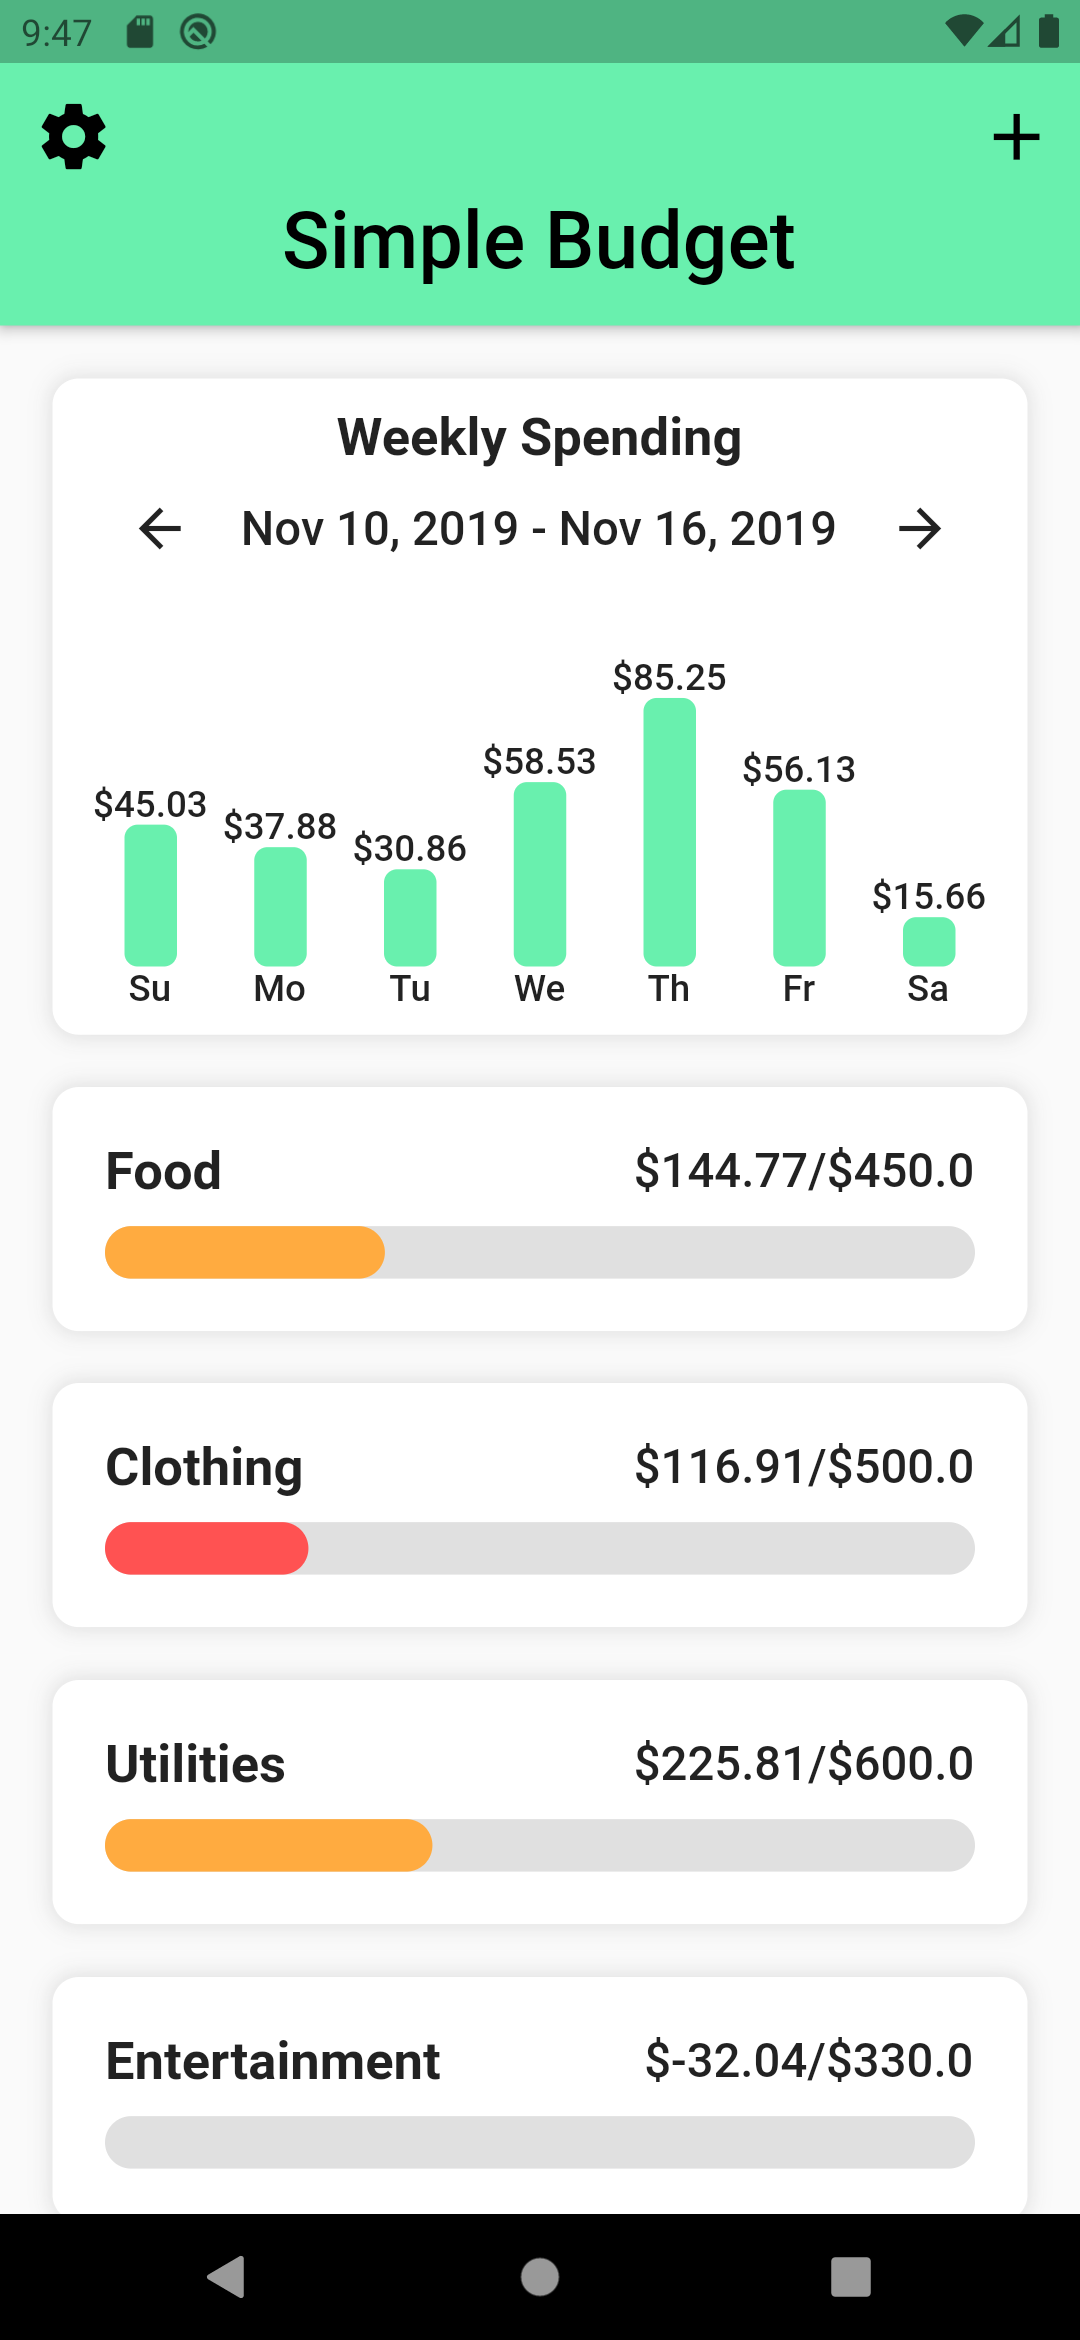 9:47
Simple Budget
Weekly Spending
Nov 10, 2019 - Nov 16, 2019
$45.03 $37.88 $30.86 $58.53 $85.25 $56.13 $15.66
Su Mo Tu We Th Fr Sa
Food $144.77/$450.0
Clothing $116.91/$500.0
Utilities $225.81/$600.0
Entertainment $-32.04/$330.0